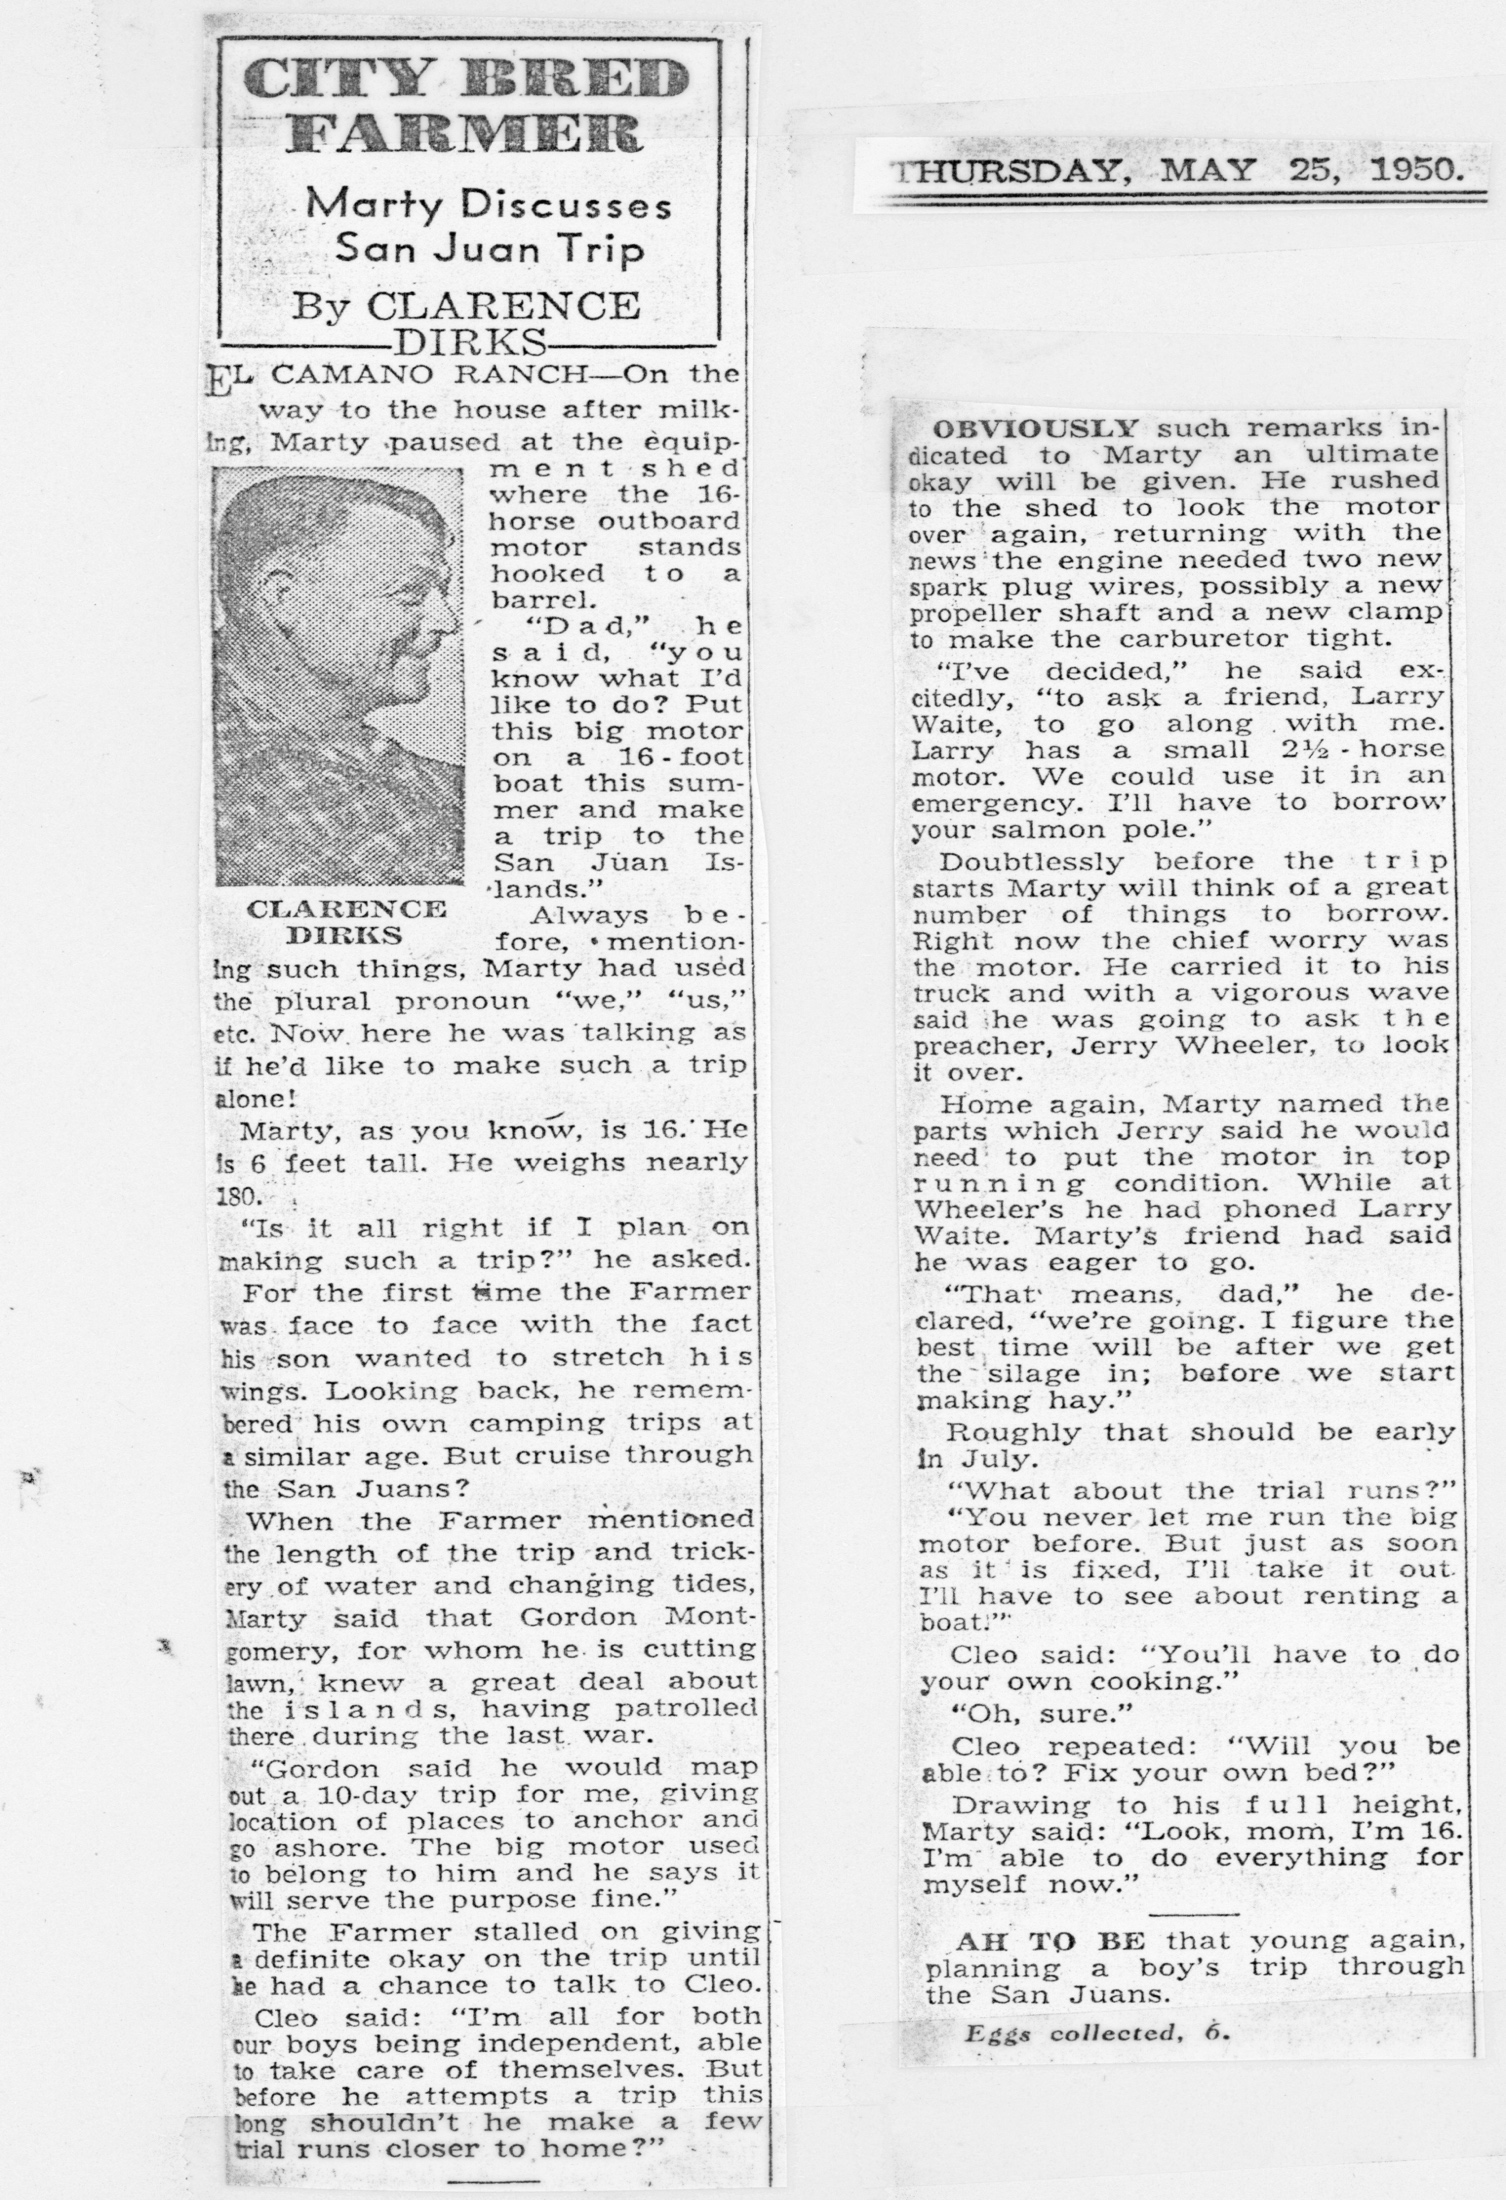 CITY BRED
FARMER
Marty Discusses
San Juan Trip
By CLARENCE
DIRKS
EL CAMANO RANCH—On the
way to the house after milk-
ing, Marty paused at the equip-
ment shed
where the 16-
horse outboard
motor stands
hooked to a
barrel.
"Dad," he
said, "you
know what I'd
like to do? Put
this big motor
on a 16-foot
boat this sum-
mer and make
a trip to the
San Juan Is-
lands."
CLARENCE
DIRKS
Always be-
fore, mention-
ing such things, Marty had used
the plural pronoun "we," "us,"
etc. Now here he was talking as
if he'd like to make such a trip
alone!
Marty, as you know, is 16. He
is 6 feet tall. He weighs nearly
180.
"Is it all right if I plan on
making such a trip?" he asked.
For the first time the Farmer
was face to face with the fact
his son wanted to stretch his
wings. Looking back, he remem-
bered his own camping trips at
a similar age. But cruise through
the San Juans?
When the Farmer mentioned
the length of the trip and trick-
ery of water and changing tides,
Marty said that Gordon Mont-
gomery, for whom he is cutting
lawn, knew a great deal about
the islands, having patrolled
there during the last war.
"Gordon said he would map
out a 10-day trip for me, giving
location of places to anchor and
go ashore. The big motor used
to belong to him and he says it
will serve the purpose fine."
The Farmer stalled on giving
a definite okay on the trip until
he had a chance to talk to Cleo.
Cleo said: "I'm all for both
our boys being independent, able
to take care of themselves. But
before he attempts a trip this
long shouldn't he make a few
trial runs closer to home?"
THURSDAY, MAY 25, 1950.
OBVIOUSLY such remarks in-
dicated to Marty an ultimate
okay will be given. He rushed
to the shed to look the motor
over again, returning with the
news the engine needed two new
spark plug wires, possibly a new
propeller shaft and a new clamp
to make the carburetor tight.
"I've decided," he said ex-
citedly, "to ask a friend, Larry
Waite, to go along with me.
Larry has a small 2½-horse
motor. We could use it in an
emergency. I'll have to borrow
your salmon pole."
Doubtlessly before the trip
starts Marty will think of a great
number of things to borrow.
Right now the chief worry was
the motor. He carried it to his
truck and with a vigorous wave
said he was going to ask the
preacher, Jerry Wheeler, to look
it over.
Home again, Marty named the
parts which Jerry said he would
need to put the motor in top
running condition. While at
Wheeler's he had phoned Larry
Waite. Marty's friend had said
he was eager to go.
"That means, dad," he de-
clared, "we're going. I figure the
best time will be after we get
the silage in; before we start
making hay."
Roughly that should be early
in July.
"What about the trial runs?"
"You never let me run the big
motor before. But just as soon
as it is fixed, I'll take it out.
I'll have to see about renting a
boat."
Cleo said: "You'll have to do
your own cooking."
"Oh, sure."
Cleo repeated: "Will you be
able to? Fix your own bed?"
Drawing to his full height,
Marty said: "Look, mom, I'm 16.
I'm able to do everything for
myself now."
AH TO BE that young again,
planning a boy's trip through
the San Juans.
Eggs collected, 6.